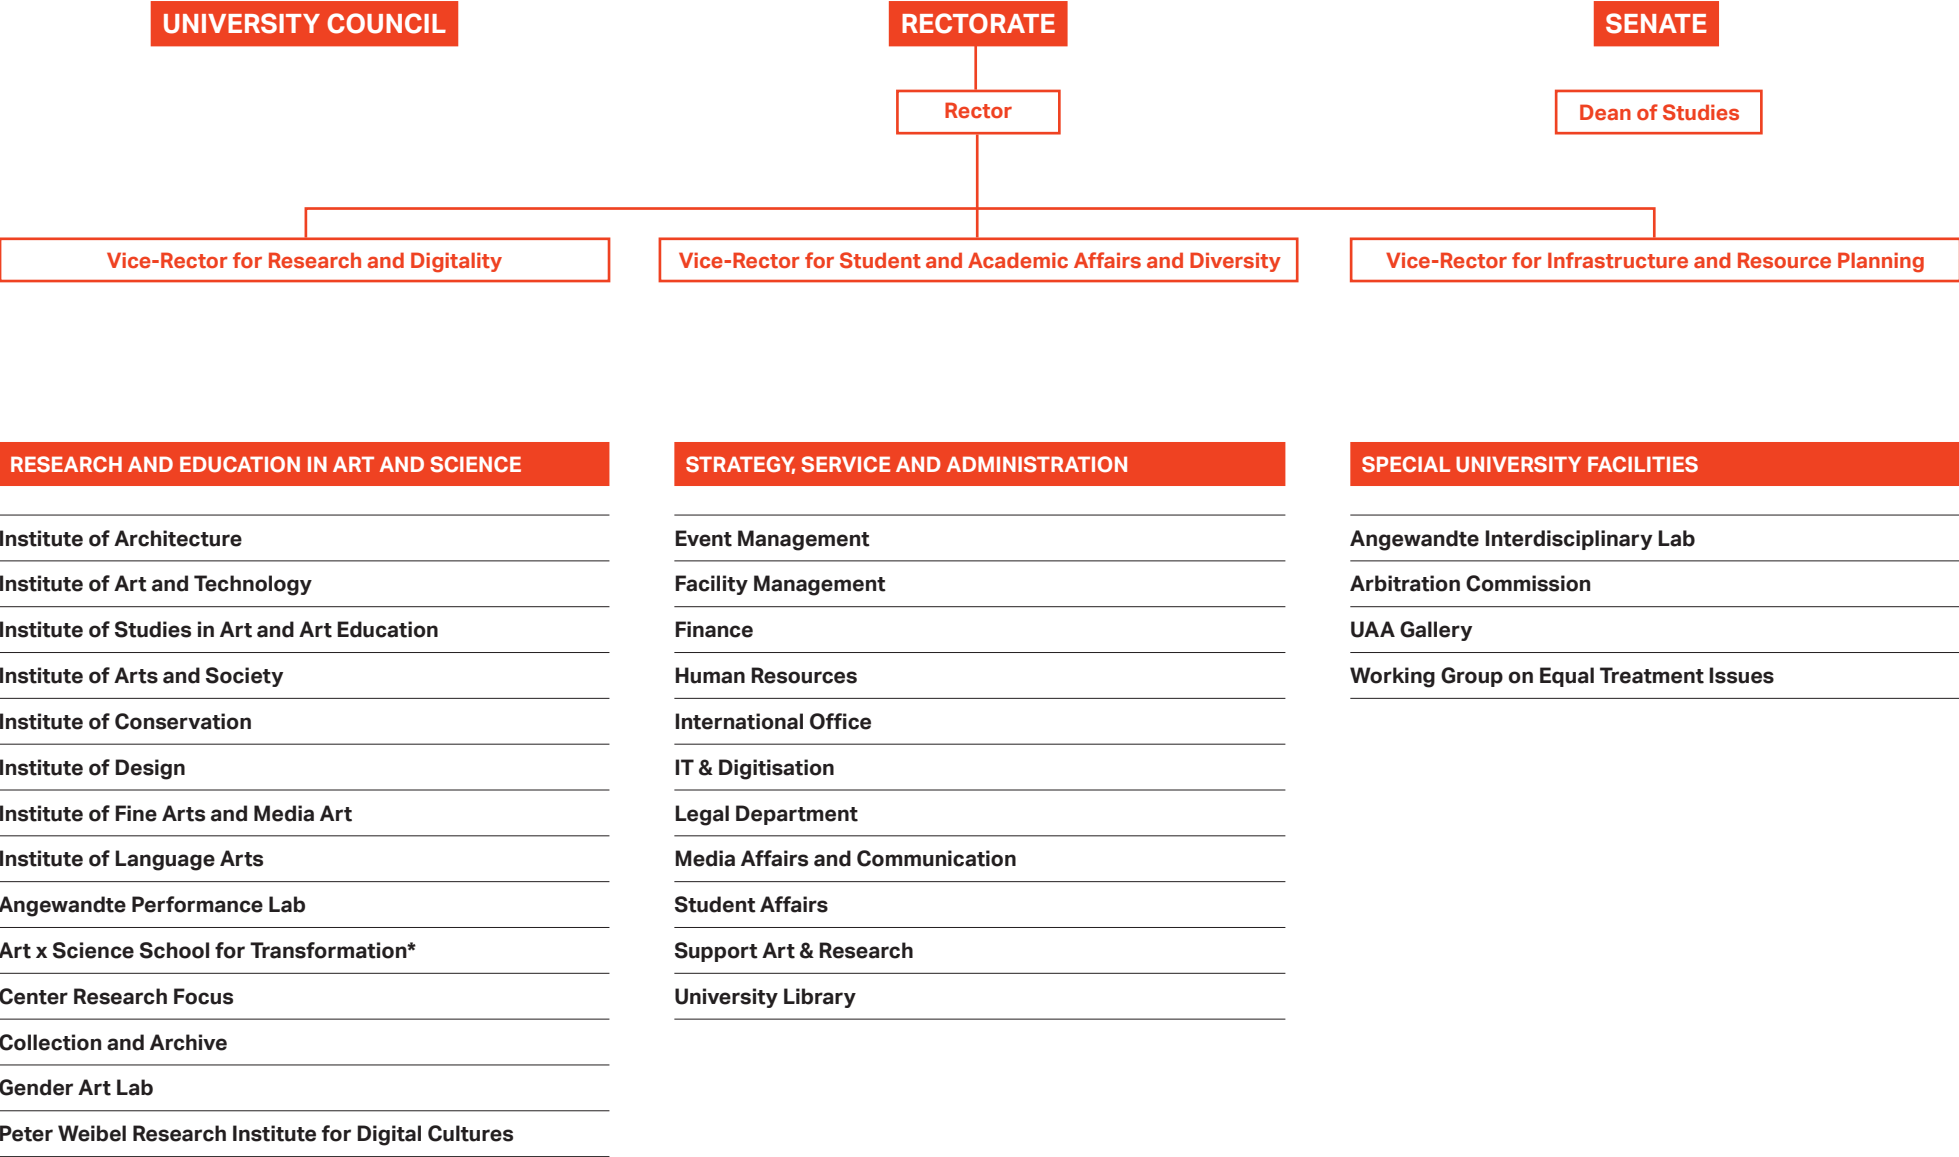 UNIVERSITY COUNCIL
RECTORATE
SENATE
Rector
Dean of Studies
Vice-Rector for Research and Digitality
Vice-Rector for Student and Academic Affairs and Diversity
Vice-Rector for Infrastructure and Resource Planning
RESEARCH AND EDUCATION IN ART AND SCIENCE
Institute of Architecture
Institute of Art and Technology
Institute of Studies in Art and Art Education
Institute of Arts and Society
Institute of Conservation
Institute of Design
Institute of Fine Arts and Media Art
Institute of Language Arts
Angewandte Performance Lab
Art x Science School for Transformation*
Center Research Focus
Collection and Archive
Gender Art Lab
Peter Weibel Research Institute for Digital Cultures
STRATEGY, SERVICE AND ADMINISTRATION
Event Management
Facility Management
Finance
Human Resources
International Office
IT & Digitisation
Legal Department
Media Affairs and Communication
Student Affairs
Support Art & Research
University Library
SPECIAL UNIVERSITY FACILITIES
Angewandte Interdisciplinary Lab
Arbitration Commission
UAA Gallery
Working Group on Equal Treatment Issues